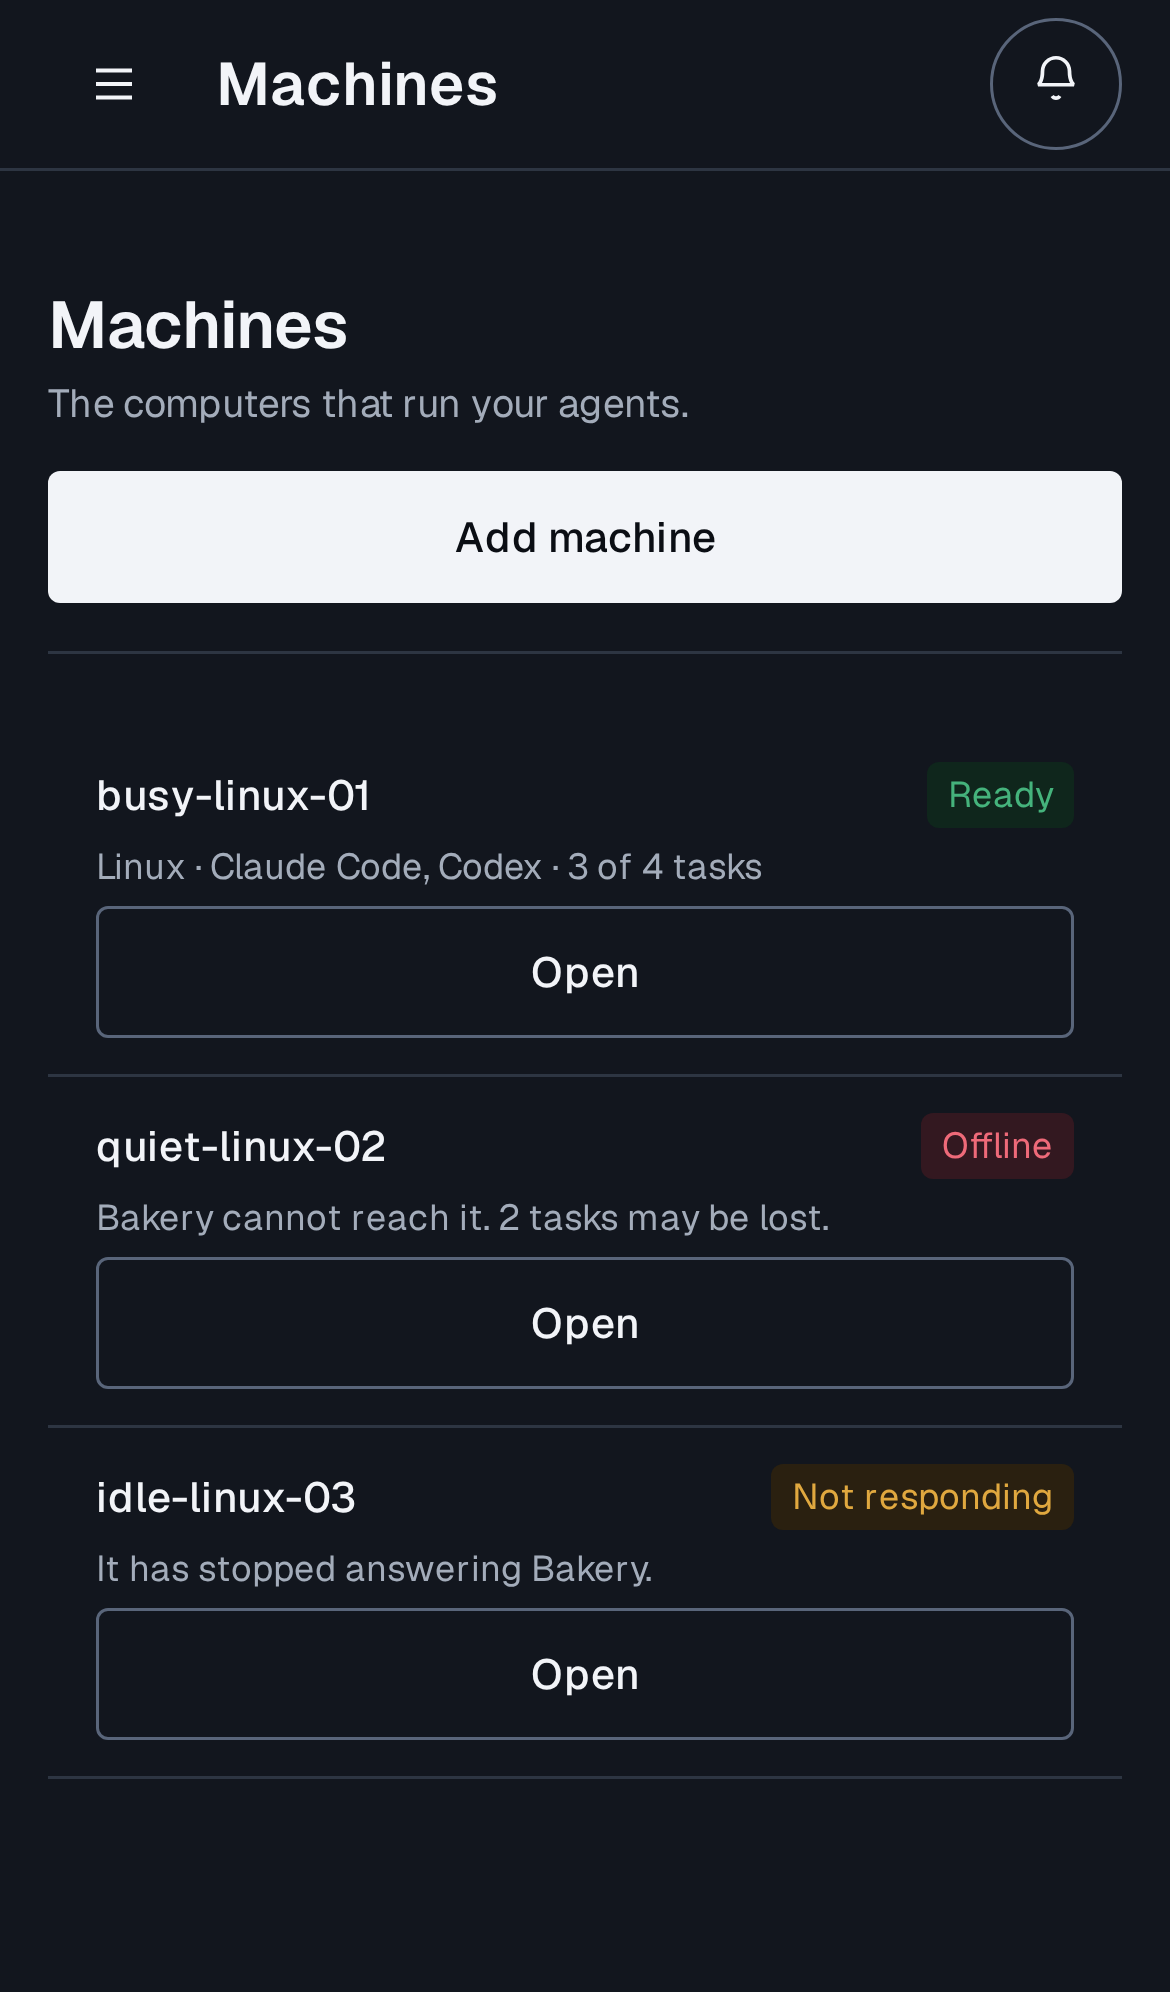 Machines
Machines
The computers that run your agents.
Add machine
busy-linux-01
Ready
Linux · Claude Code, Codex · 3 of 4 tasks
Open
quiet-linux-02
Offline
Bakery cannot reach it. 2 tasks may be lost.
Open
idle-linux-03
Not responding
It has stopped answering Bakery.
Open